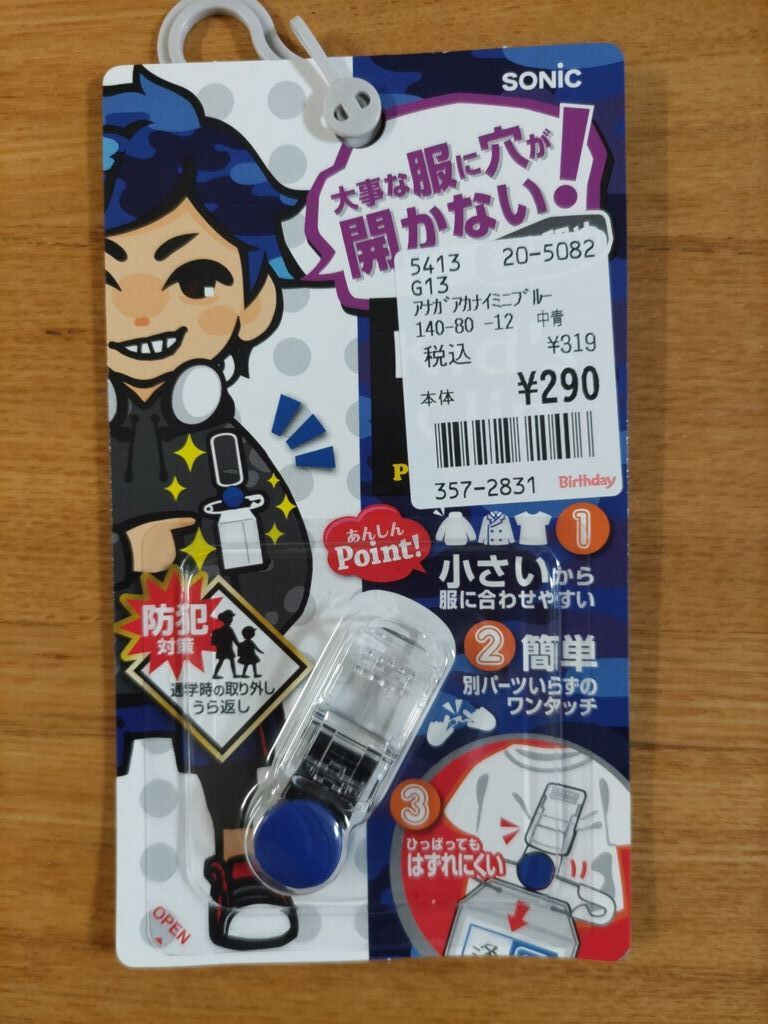 SONiC
大事な服に穴が
開かない!
5413 20-5082
G13
アナガアカナイミニブルー
140-80 -12 中青
税込 ¥319
本体 ¥290
357-2831 Birthday
P
あんしん
Point!
1
小さいから
服に合わせやすい
2 簡単
別パーツいらずの
ワンタッチ
防犯
対策
通学時の取り外し
うら返し
3
ひっぱっても
はずれにくい
OPEN